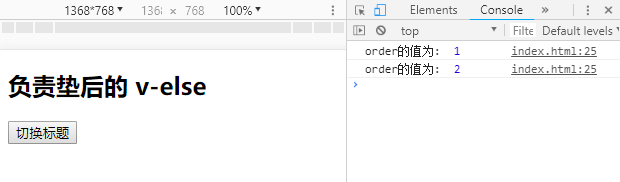 1368*768 ▼ 1368 × 768 100% ▼
Elements Console »
top ▼ Filte Default levels
order的值为: 1 index.html:25
order的值为: 2 index.html:25
›
负责垫后的 v-else
切换标题